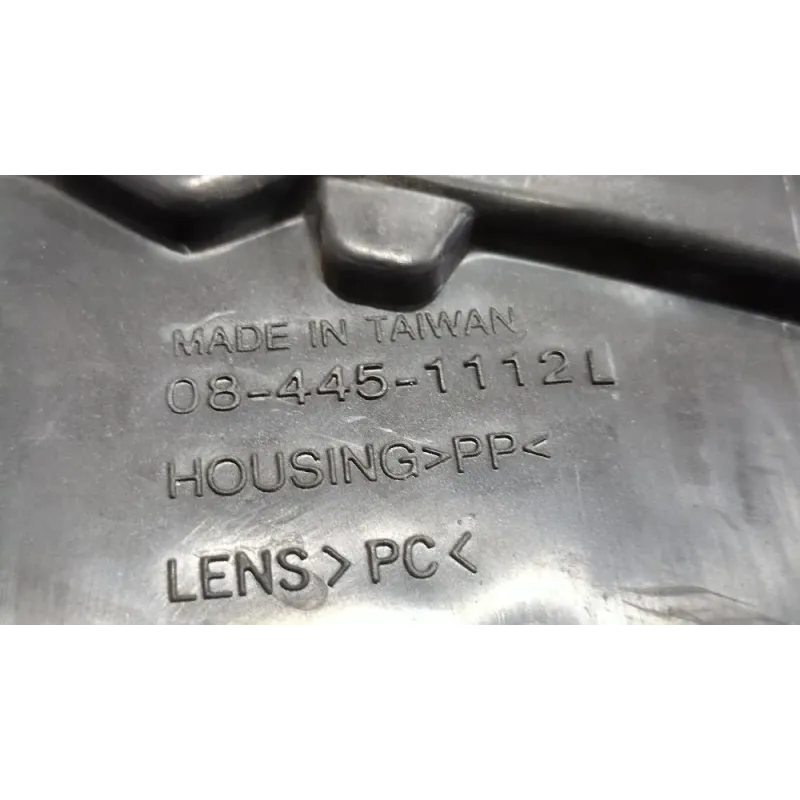 MADE IN TAIWAN
08-445-1112L
HOUSING>PP<
LENS>PC<